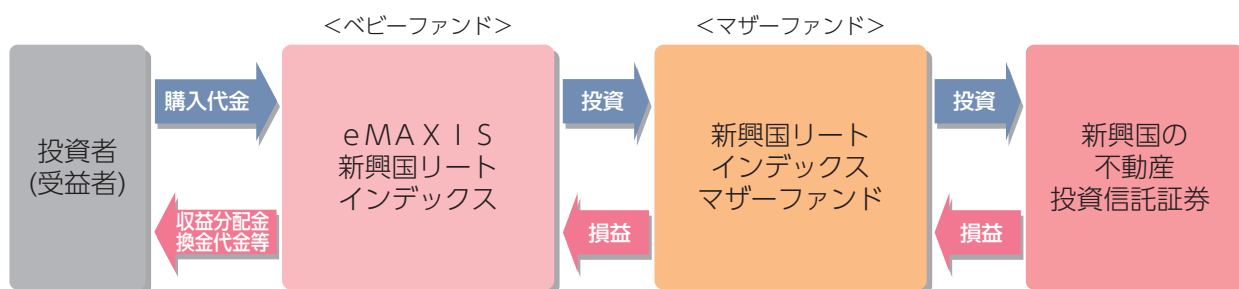 ＜ベビーファンド＞
＜マザーファンド＞
投資者
(受益者)
購入代金
収益分配金
換金代金等
ｅＭＡＸＩＳ
新興国リート
インデックス
投資
損益
新興国リート
インデックス
マザーファンド
投資
損益
新興国の
不動産
投資信託証券